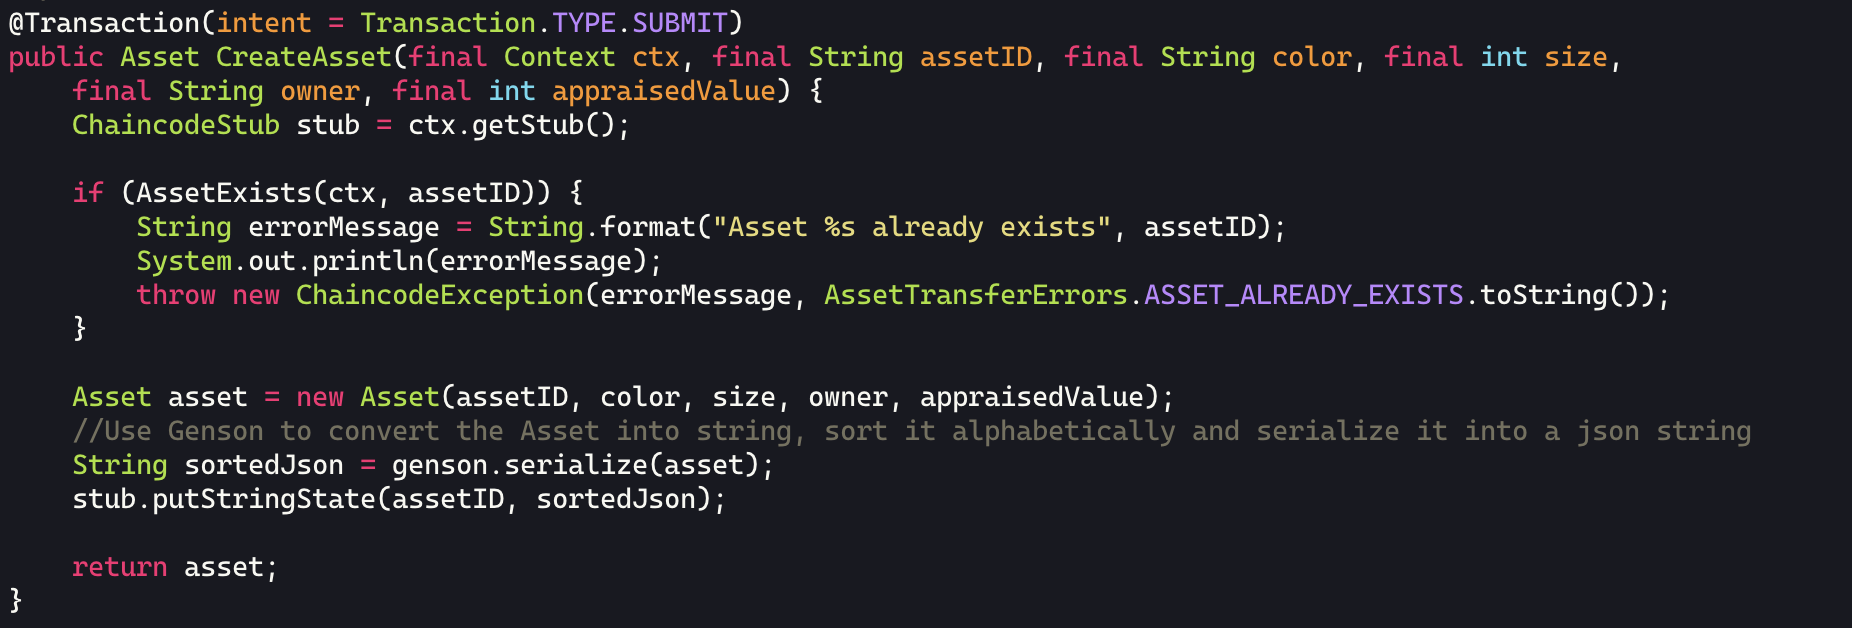 @Transaction(intent = Transaction.TYPE.SUBMIT)
public Asset CreateAsset(final Context ctx, final String assetID, final String color, final int size,
    final String owner, final int appraisedValue) {
    ChaincodeStub stub = ctx.getStub();

    if (AssetExists(ctx, assetID)) {
        String errorMessage = String.format("Asset %s already exists", assetID);
        System.out.println(errorMessage);
        throw new ChaincodeException(errorMessage, AssetTransferErrors.ASSET_ALREADY_EXISTS.toString());
    }

    Asset asset = new Asset(assetID, color, size, owner, appraisedValue);
    //Use Genson to convert the Asset into string, sort it alphabetically and serialize it into a json string
    String sortedJson = genson.serialize(asset);
    stub.putStringState(assetID, sortedJson);

    return asset;
}